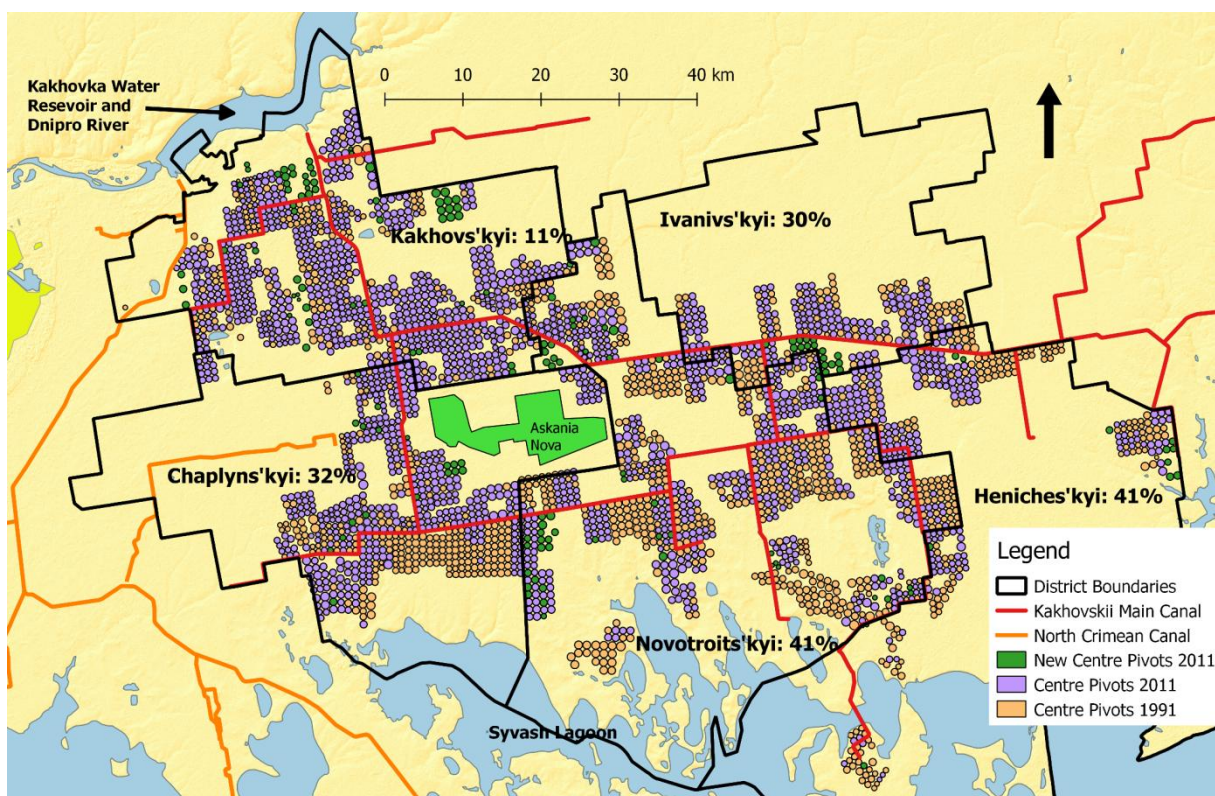 Kakhovka Water
Resevoir and
Dnipro River
0 10 20 30 40 km
Ivanivs'kyi: 30%
Kakhovs'kyi: 11%
Askania
Nova
Chaplyns'kyi: 32%
Heniches'kyi: 41%
Novotroits'kyi: 41%
Syvash Lagoon
Legend
District Boundaries
Kakhovskii Main Canal
North Crimean Canal
New Centre Pivots 2011
Centre Pivots 2011
Centre Pivots 1991